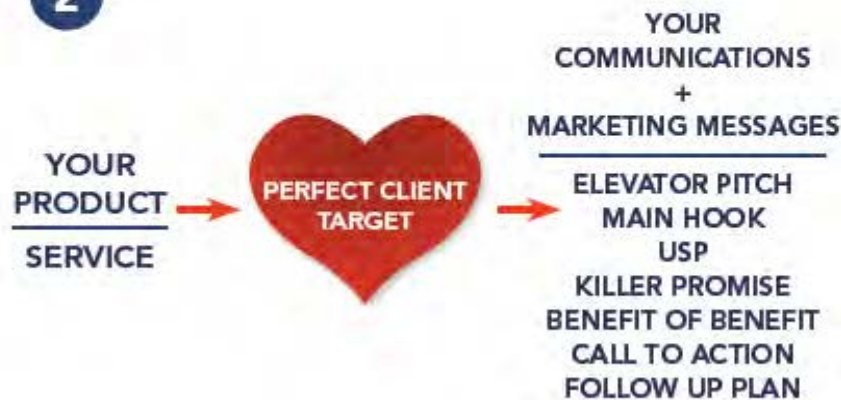 2
YOUR
PRODUCT
SERVICE
PERFECT CLIENT
TARGET
YOUR
COMMUNICATIONS
+
MARKETING MESSAGES
ELEVATOR PITCH
MAIN HOOK
USP
KILLER PROMISE
BENEFIT OF BENEFIT
CALL TO ACTION
FOLLOW UP PLAN